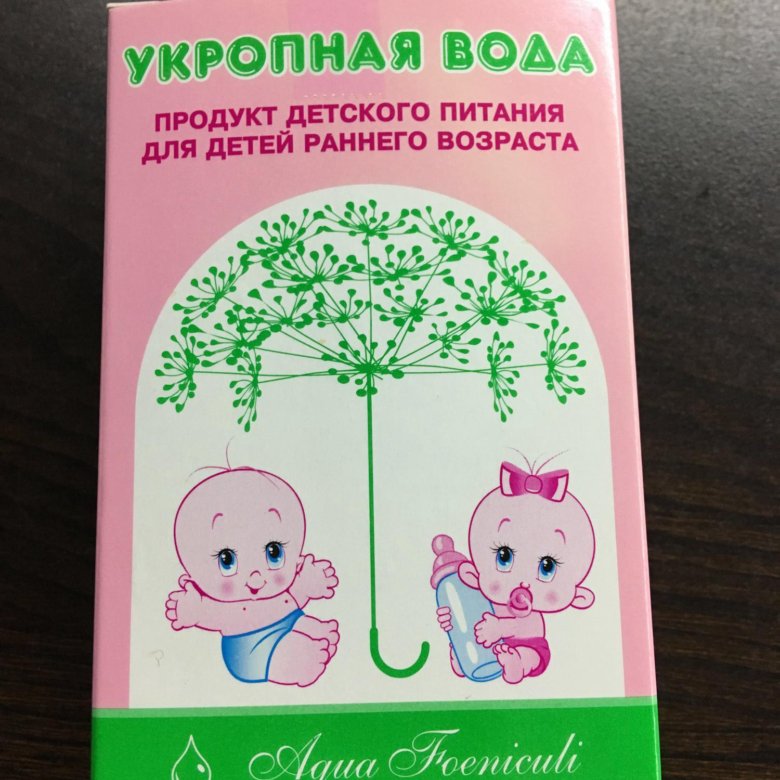 УКРОПНАЯ ВОДА
ПРОДУКТ ДЕТСКОГО ПИТАНИЯ
ДЛЯ ДЕТЕЙ РАННЕГО ВОЗРАСТА
Aqua Foeniculi